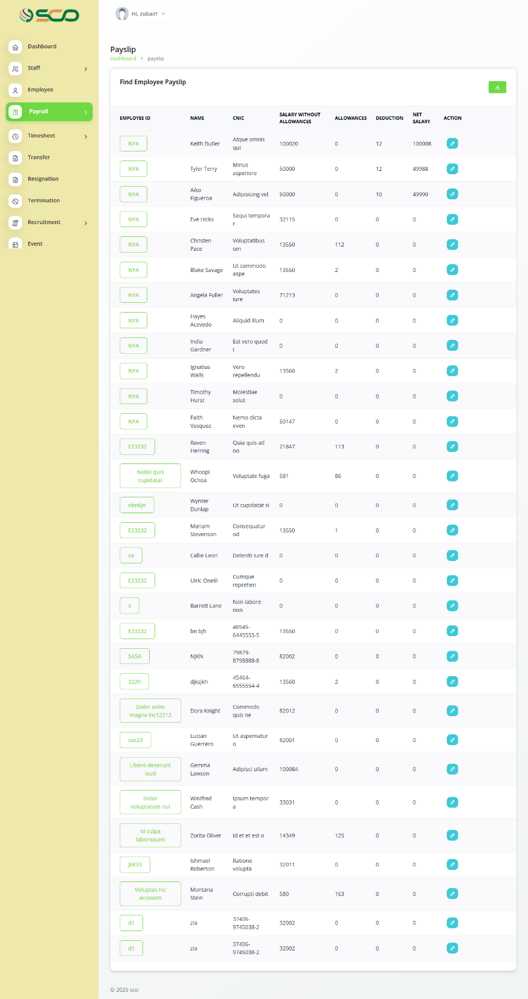 SCO
Hi, zubair!
Dashboard
Staff
Employee
Payroll
Timesheet
Transfer
Resignation
Termination
Recruitment
Event
Payslip
Dashboard > payslip
Find Employee Payslip
EMPLOYEE ID NAME CNIC SALARY WITHOUT ALLOWANCES ALLOWANCES DEDUCTION NET SALARY ACTION
NYA Keith Butler Atque omnis qui 100020 0 12 100008
NYA Tyler Terry Minus asperiore 50000 0 12 49988
NYA Aiko Figueroa Adipisicing vel 50000 0 10 49990
NYA Eve Hicks Sequi tempora r 32115 0 0 0
NYA Christen Pace Voluptatibus om 13550 112 0 0
NYA Blake Savage Ut commodo aspe 13550 2 0 0
NYA Angela Fuller Voluptates iure 71213 0 0 0
NYA Hayes Acevedo Aliquid illum 0 0 0 0
NYA India Gardner Est vero quod i 0 0 0 0
NYA Ignatius Walls Vero repellendu 13560 2 0 0
NYA Timothy Hurst Molestiae solut 0 0 0 0
NYA Faith Vasquez Nemo dicta even 50147 0 0 0
E23232 Raven Herring Quia quis ad no 21847 113 0 0
Nobis quis cupidatat Whoopi Ochoa Voluptate fuga 581 86 0 0
nknkjn Wynter Dunlap Ut cupidatat si 0 0 0 0
E23232 Mariam Stevenson Consequatur od 13550 1 0 0
sa Callie Leon Deleniti iure d 0 0 0 0
E23232 Ulric Oneill Cumque reprehen 0 0 0 0
s Barrett Lane Non labore non 0 0 0 0
E23232 bn bjh 46545-6445555-5 13550 0 0 0
SASA NJKN 79879-8798888-8 82002 0 0 0
322h djksjkh 45464-6555554-4 13560 2 0 0
Dolor anim magna inc12212 Dora Knight Commodo quis ne 82012 0 0 0
sas23 Lucian Guerrero Ut aspernatur o 82001 0 0 0
Libero deserunt laud Gemma Lawson Adipisci ullam 100084 0 0 0
Dolor voluptatum nul Winifred Cash Ipsum tempor a 33031 0 0 0
Id culpa laboriosam Zorita Oliver Id et et est o 14349 125 0 0
jkk33 Ishmael Roberson Ratione volupta 32011 0 0 0
Voluptas hic accusam Montana Stein Corrupti debit 580 163 0 0
d1 zia 37406-9745038-2 32002 0 0 0
d1 zia 37406-9745038-2 32002 0 0 0
© 2025 sco